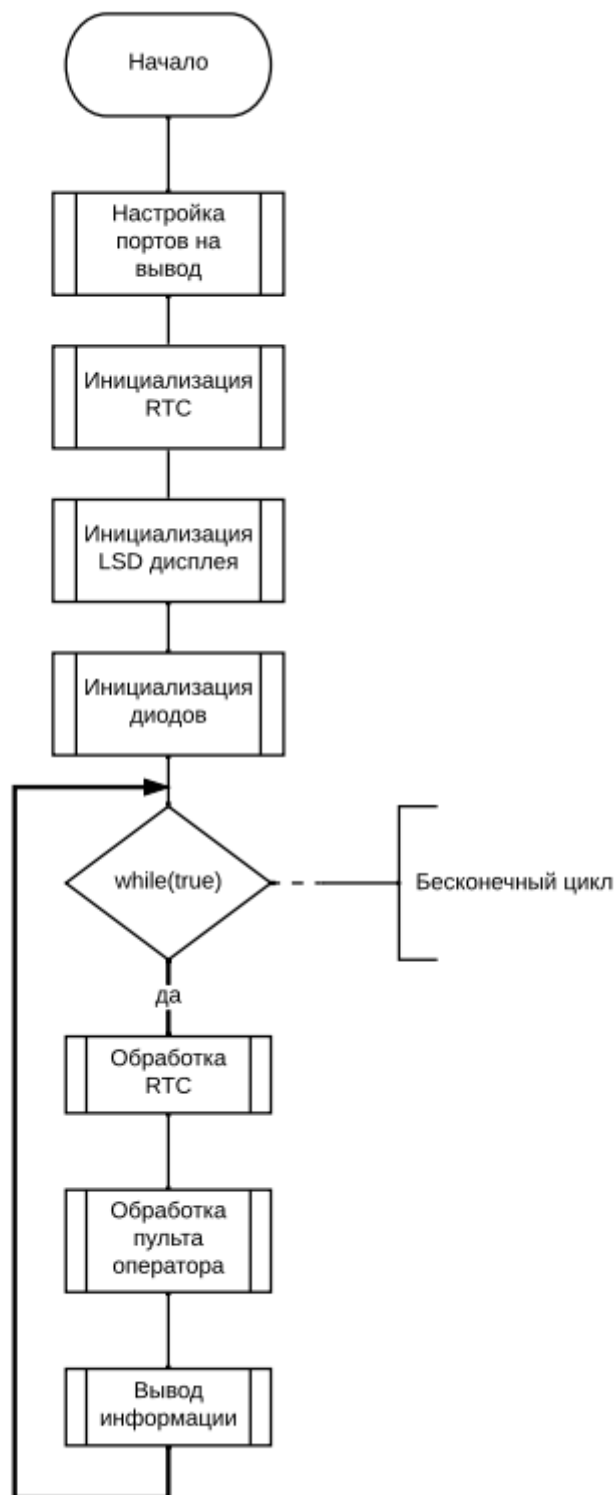 Начало
Настройка
портов на
вывод
Инициализация
RTC
Инициализация
LSD дисплея
Инициализация
диодов
while(true)
Бесконечный цикл
да
Обработка
RTC
Обработка
пульта
оператора
Вывод
информации